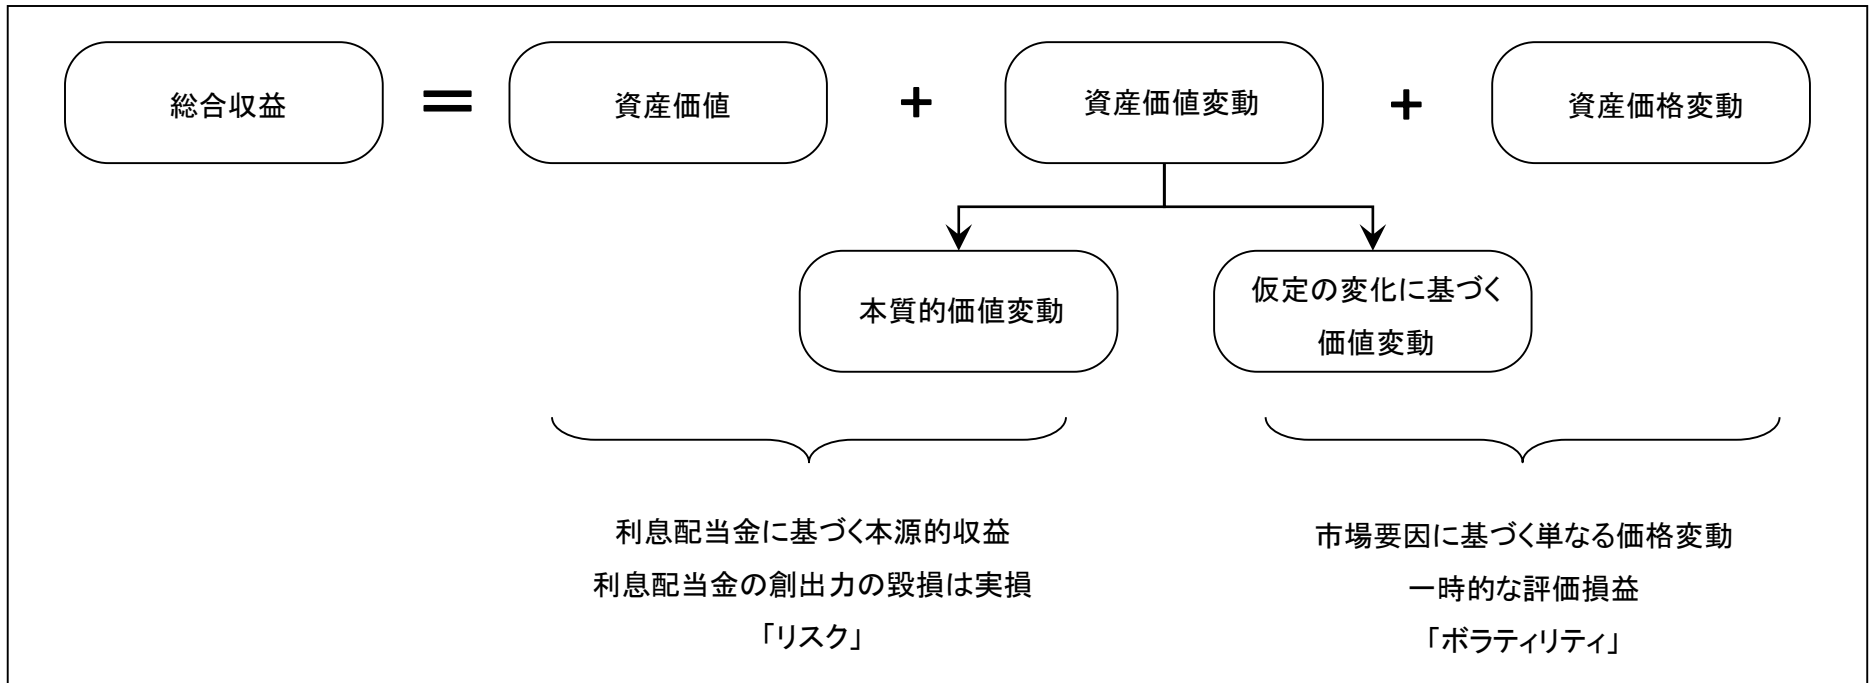 総合収益 = 資産価値 + 資産価値変動 + 資産価格変動
本質的価値変動
仮定の変化に基づく
価値変動
利息配当金に基づく本源的収益
利息配当金の創出力の毀損は実損
「リスク」
市場要因に基づく単なる価格変動
一時的な評価損益
「ボラティリティ」